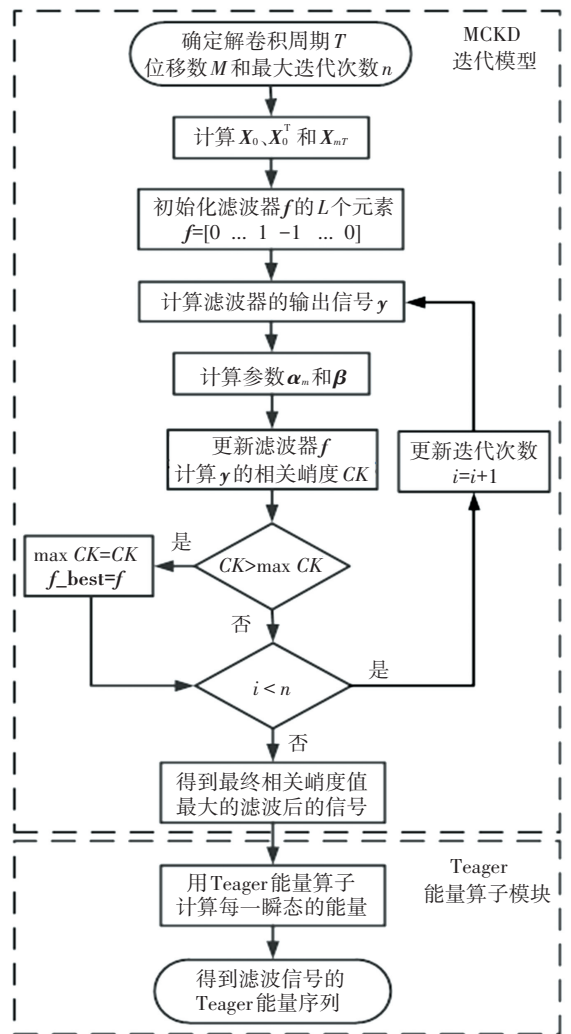 MCKD
迭代模型
确定解卷积周期T
位移数M和最大迭代次数n
计算X₀、X₀ᵀ和Xₘᴛ
初始化滤波器f的L个元素
f=[0 … 1 -1 … 0]
计算滤波器的输出信号y
计算参数αₘ和β
更新滤波器f
计算y的相关峭度CK
更新迭代次数
i=i+1
CK>max CK
是
max CK=CK
f_best=f
否
i<n
是
否
得到最终相关峭度值
最大的滤波后的信号
Teager
能量算子模块
用Teager能量算子
计算每一瞬态的能量
得到滤波信号的
Teager能量序列